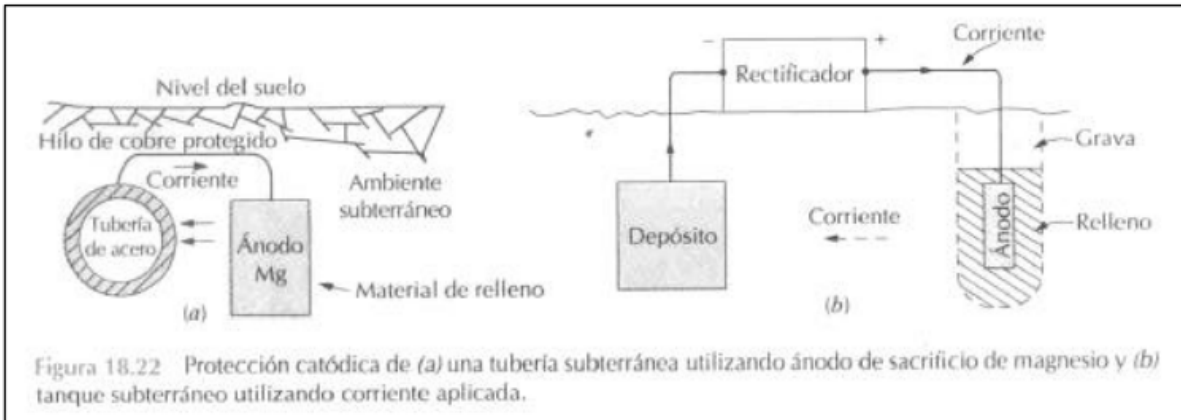 Nivel del suelo
Hilo de cobre protegido
Corriente
Ambiente
subterráneo
Tubería
de acero
Ánodo
Mg
Material de relleno
(a)
−
+
Rectificador
Corriente
Grava
Depósito
Corriente
Ánodo
Relleno
(b)
Figura 18.22 Protección catódica de (a) una tubería subterránea utilizando ánodo de sacrificio de magnesio y (b)
tanque subterráneo utilizando corriente aplicada.